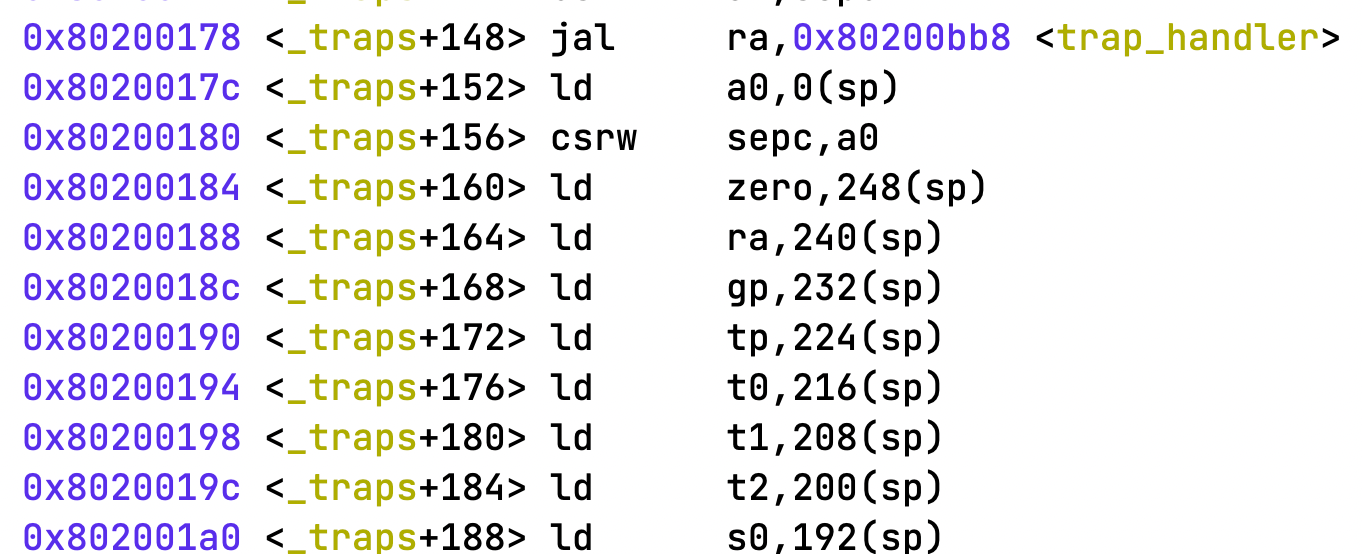 0x80200178 <_traps+148> jal ra,0x80200bb8 <trap_handler>
0x8020017c <_traps+152> ld a0,0(sp)
0x80200180 <_traps+156> csrw sepc,a0
0x80200184 <_traps+160> ld zero,248(sp)
0x80200188 <_traps+164> ld ra,240(sp)
0x8020018c <_traps+168> ld gp,232(sp)
0x80200190 <_traps+172> ld tp,224(sp)
0x80200194 <_traps+176> ld t0,216(sp)
0x80200198 <_traps+180> ld t1,208(sp)
0x8020019c <_traps+184> ld t2,200(sp)
0x802001a0 <_traps+188> ld s0,192(sp)